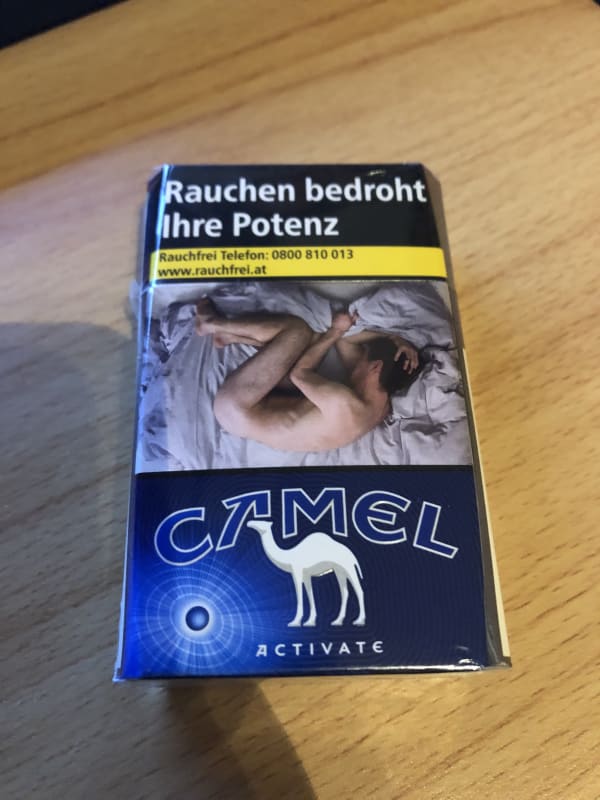 Rauchen bedroht
Ihre Potenz
Rauchfrei Telefon: 0800 810 013
www.rauchfrei.at
CAMEL
ACTIVATE